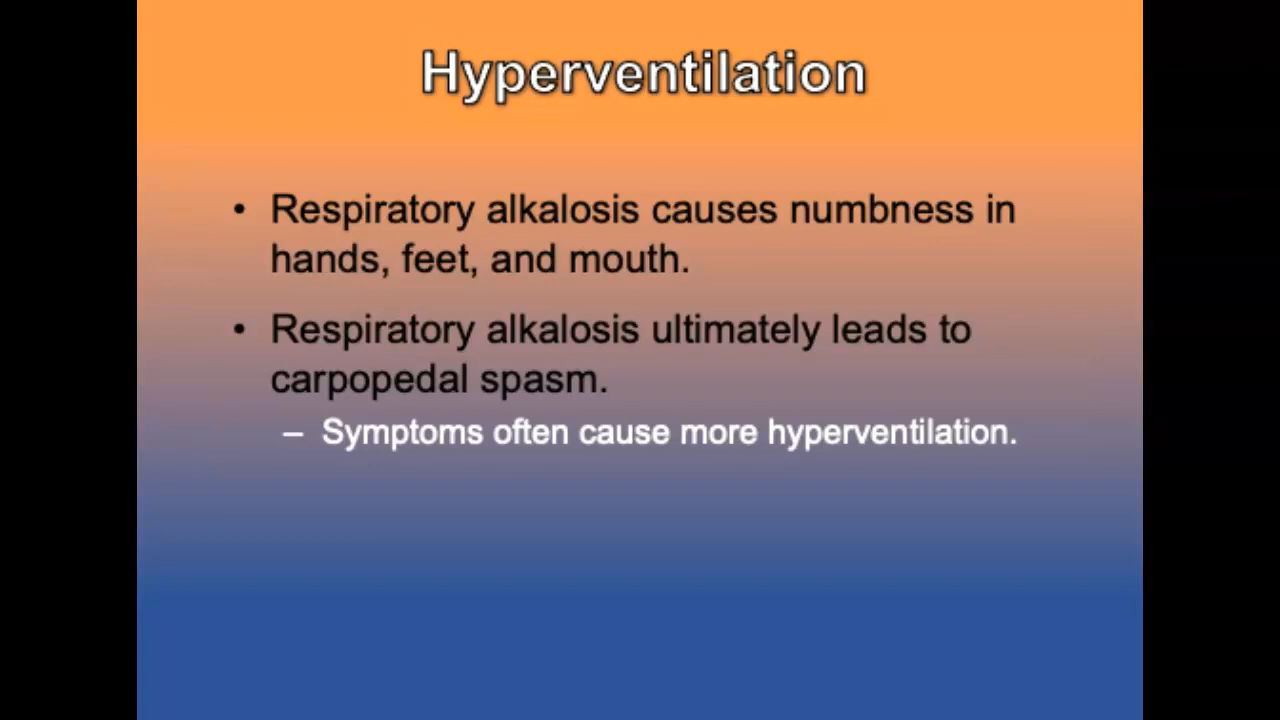 Hyperventilation
• Respiratory alkalosis causes numbness in
hands, feet, and mouth.
• Respiratory alkalosis ultimately leads to
carpopedal spasm.
– Symptoms often cause more hyperventilation.